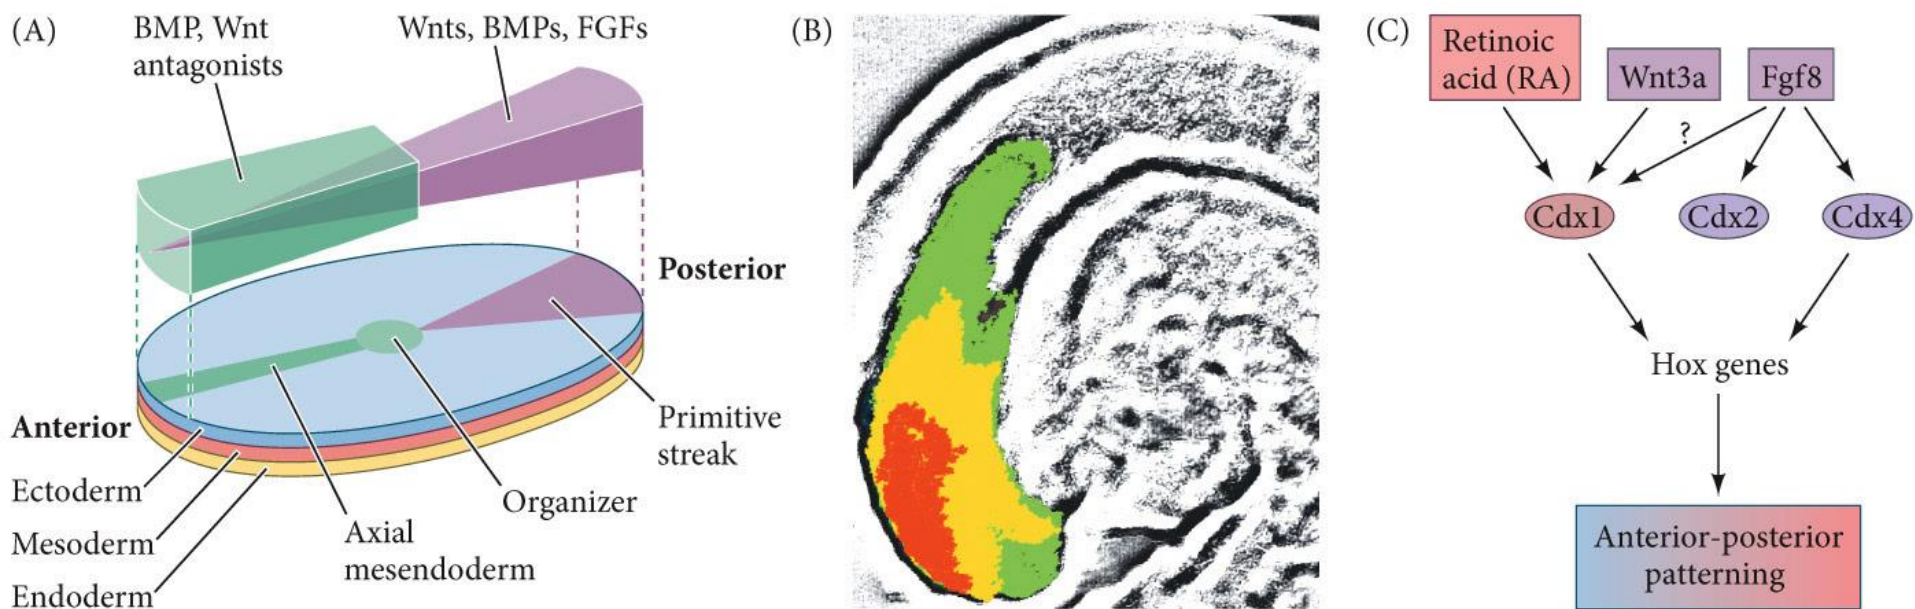 (A)
BMP, Wnt
antagonists
Wnts, BMPs, FGFs
Posterior
Anterior
Ectoderm
Mesoderm
Endoderm
Axial
mesendoderm
Organizer
Primitive
streak
(B)
(C)
Retinoic
acid (RA)
Wnt3a
Fgf8
?
Cdx1
Cdx2
Cdx4
Hox genes
Anterior-posterior
patterning